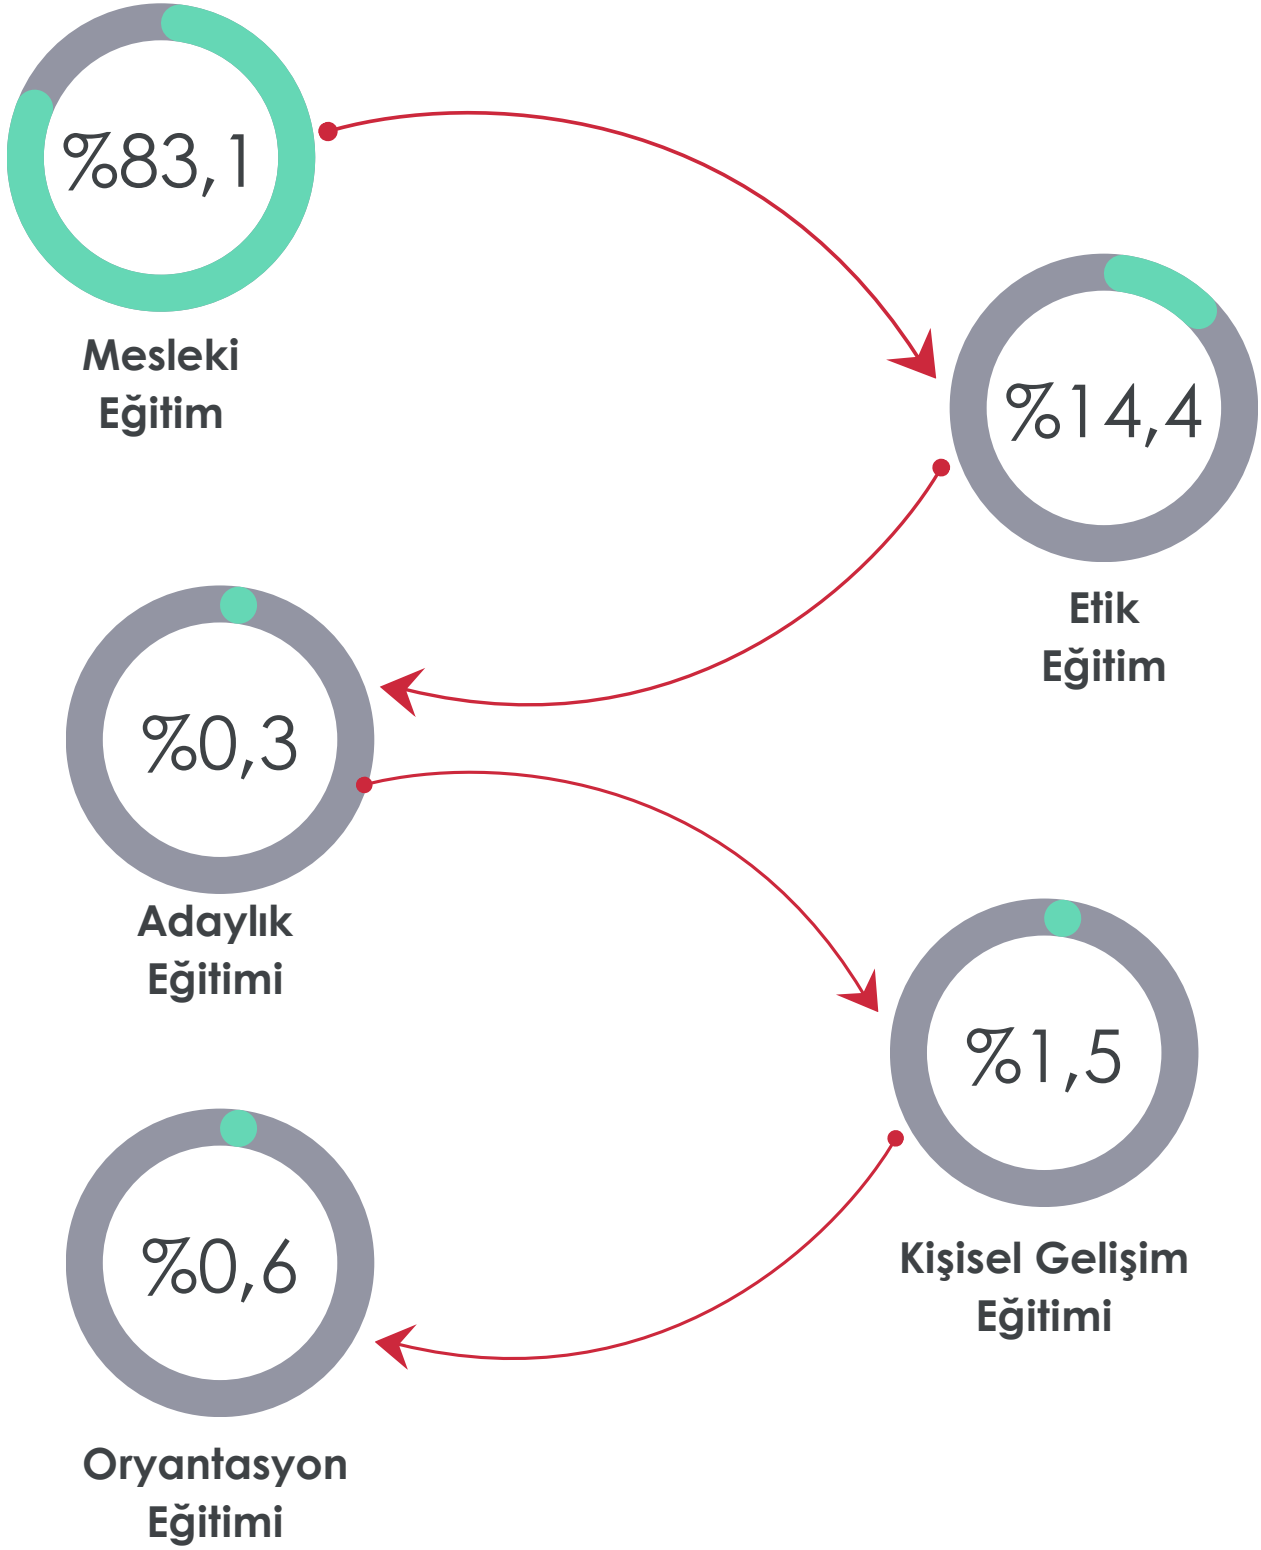 %83,1
Mesleki
Eğitim
%14,4
Etik
Eğitim
%0,3
Adaylık
Eğitimi
%1,5
Kişisel Gelişim
Eğitimi
%0,6
Oryantasyon
Eğitimi